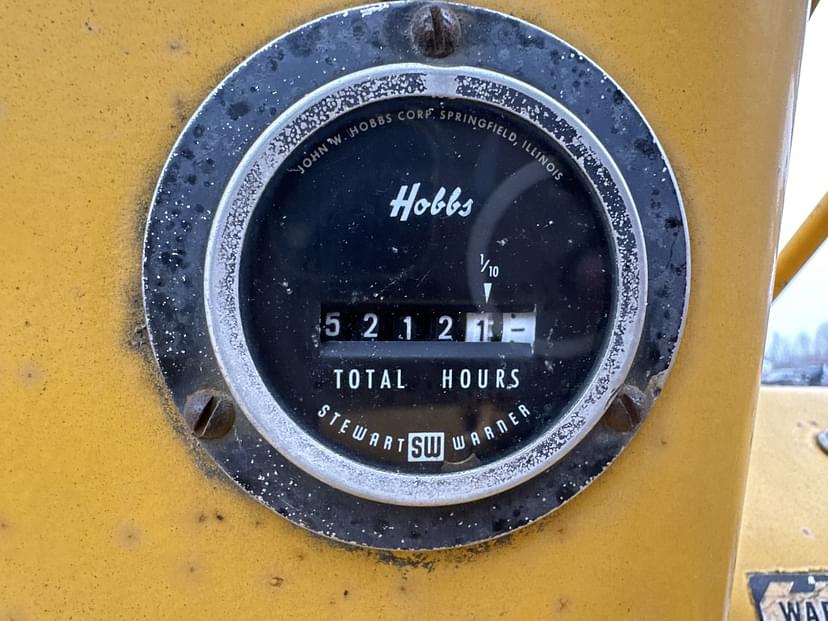 JOHN W. HOBBS CORP. SPRINGFIELD, ILLINOIS
Hobbs
1/10
5 2 1 2 1 -
TOTAL HOURS
STEWART SW WARNER